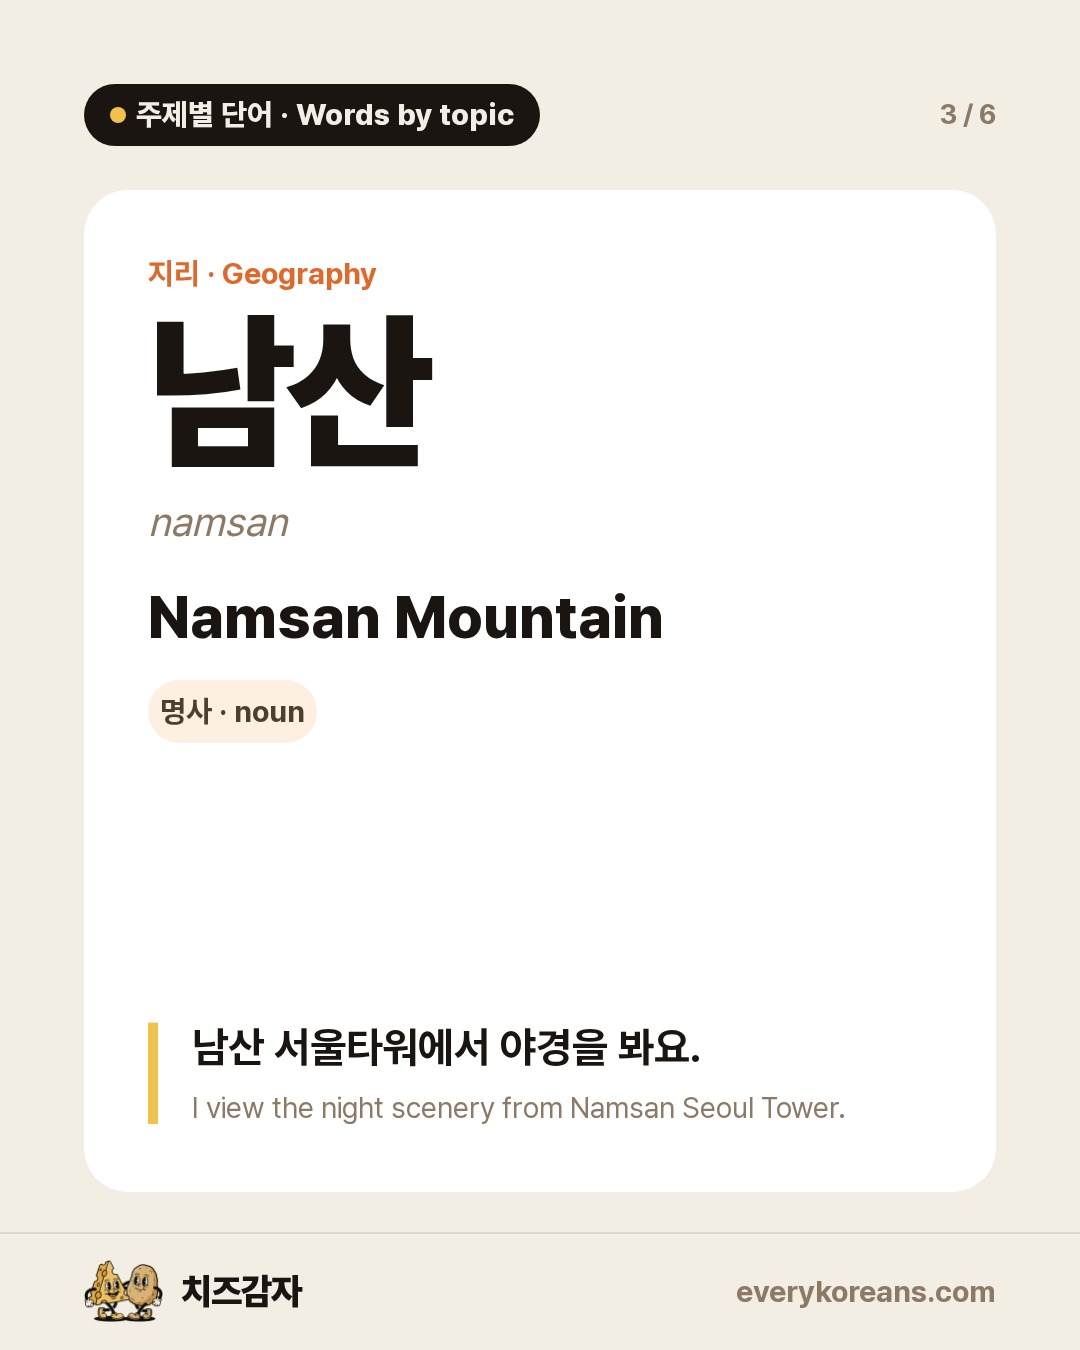 주제별 단어 · Words by topic
3 / 6
지리 · Geography
남산
namsan
Namsan Mountain
명사 · noun
남산 서울타워에서 야경을 봐요.
I view the night scenery from Namsan Seoul Tower.
치즈감자
everykoreans.com